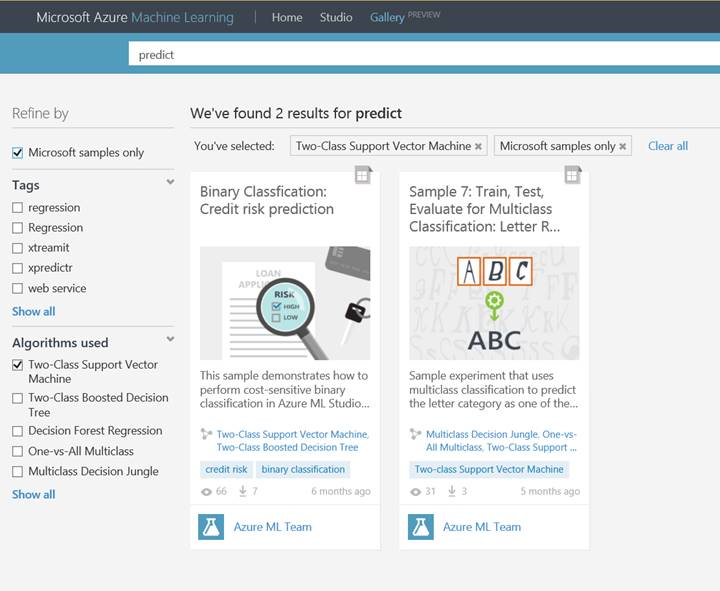 Microsoft Azure Machine Learning | Home Studio Gallery PREVIEW
predict
Refine by
Microsoft samples only
Tags
regression
Regression
xtreamit
xpredictr
web service
Show all
Algorithms used
Two-Class Support Vector
Machine
Two-Class Boosted Decision
Tree
Decision Forest Regression
One-vs-All Multiclass
Multiclass Decision Jungle
Show all
We've found 2 results for predict
You've selected: Two-Class Support Vector Machine × Microsoft samples only × Clear all
Binary Classfication:
Credit risk prediction
LOAN
RISK
HIGH
LOW
This sample demonstrates how to
perform cost-sensitive binary
classification in Azure ML Studio...
Two-Class Support Vector Machine,
Two-Class Boosted Decision Tree
credit risk binary classification
66 7 6 months ago
Azure ML Team
Sample 7: Train, Test,
Evaluate for Multiclass
Classification: Letter R...
A B C
ABC
Sample experiment that uses
multiclass classification to predict
the letter category as one of the...
Multiclass Decision Jungle, One-vs-
All Multiclass, Two-Class Support ...
Two-class Support Vector Machine
31 3 5 months ago
Azure ML Team